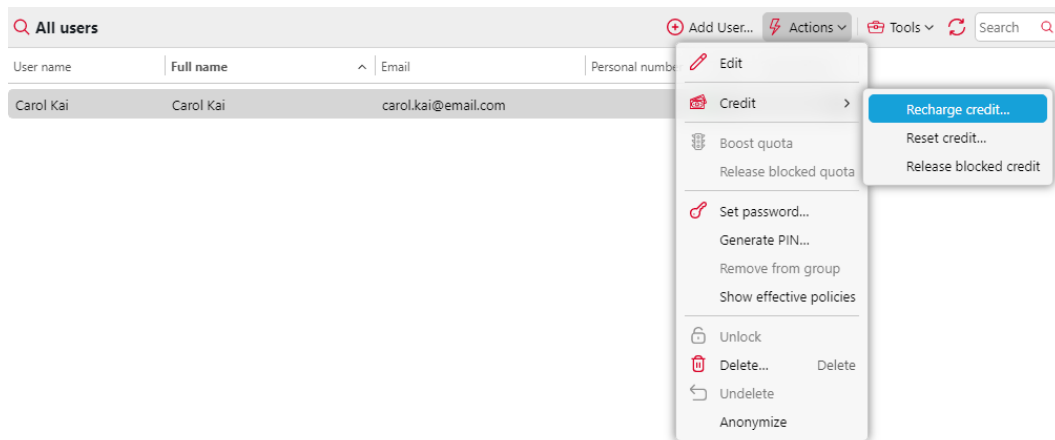 All users
Add User...
Actions
Tools
Search
User name
Full name
Email
Personal numbe
Carol Kai
Carol Kai
carol.kai@email.com
Edit
Credit
Recharge credit...
Reset credit...
Release blocked credit
Boost quota
Release blocked quota
Set password...
Generate PIN...
Remove from group
Show effective policies
Unlock
Delete... Delete
Undelete
Anonymize